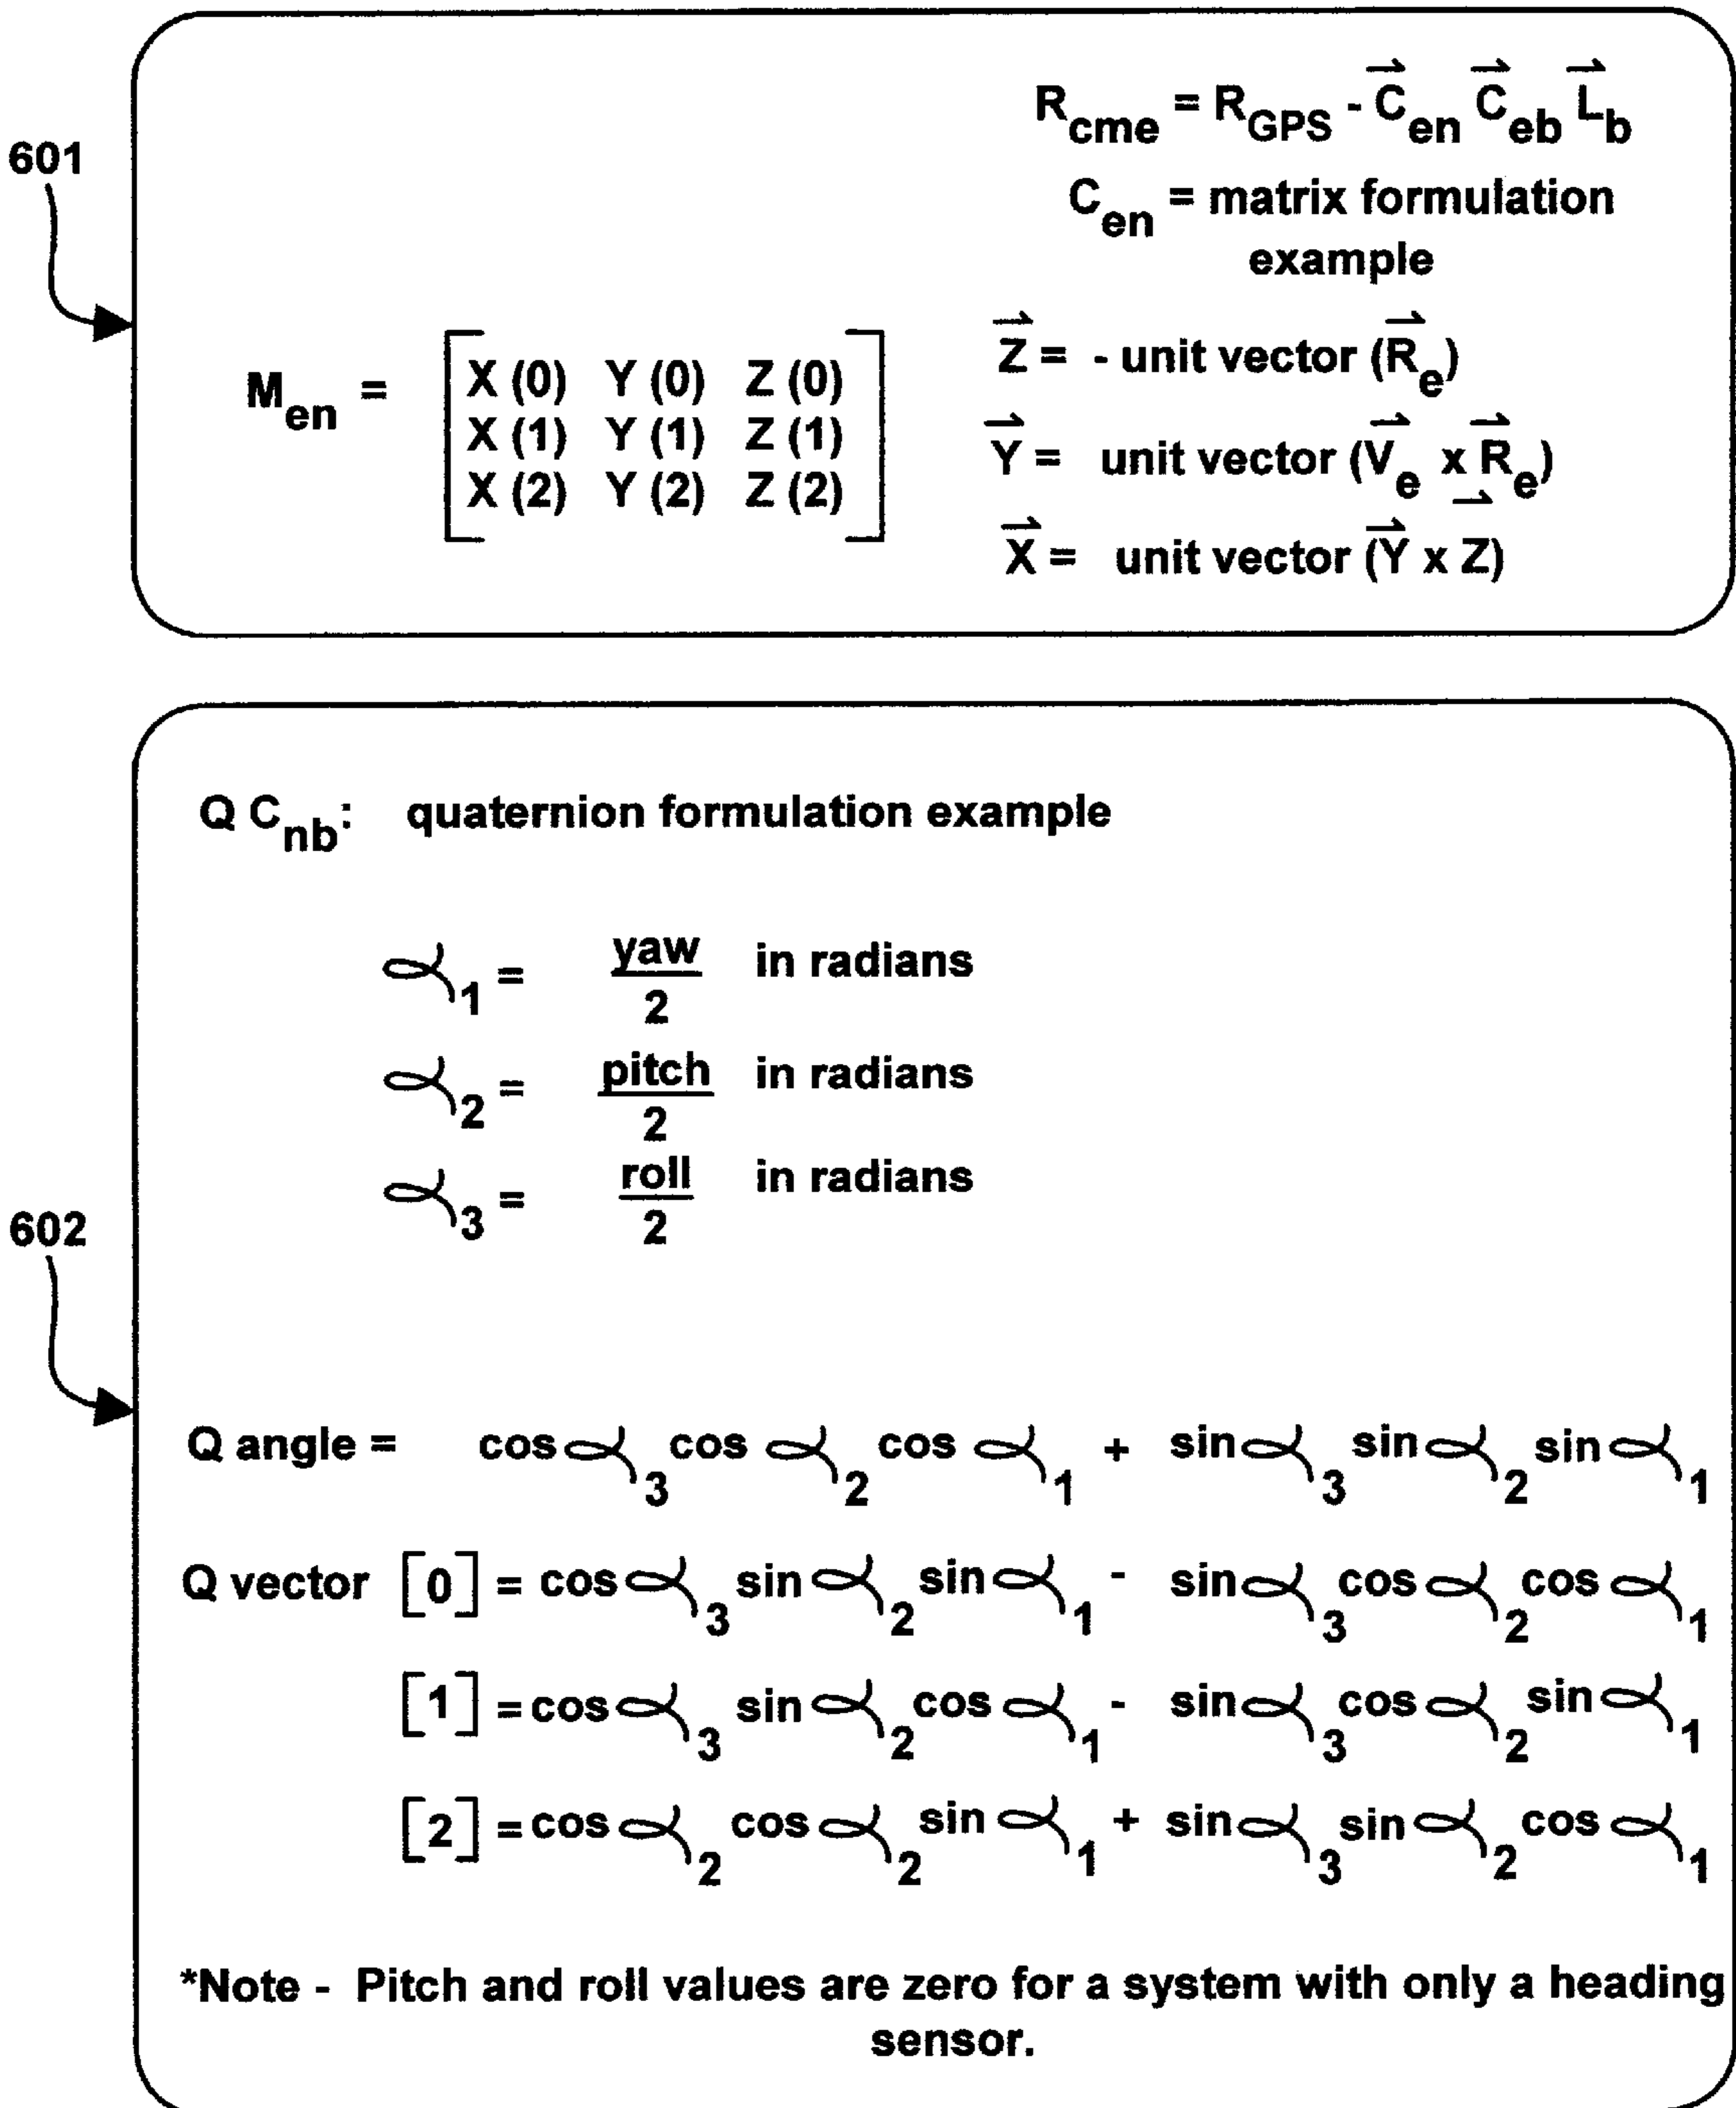 R_cme = R_GPS - C⃗_en C⃗_eb L⃗_b
601
C_en = matrix formulation
example
M_en = [X (0) Y (0) Z (0)
X (1) Y (1) Z (1)
X (2) Y (2) Z (2)]
Z⃗ = - unit vector (R⃗_e)
Y⃗ = unit vector (V⃗_e x R⃗_e)
X⃗ = unit vector (Y⃗ x Z⃗)
Q C_nb: quaternion formulation example
α_1 = yaw/2 in radians
α_2 = pitch/2 in radians
α_3 = roll/2 in radians
602
Q angle = cos α_3 cos α_2 cos α_1 + sin α_3 sin α_2 sin α_1
Q vector [0] = cos α_3 sin α_2 sin α_1 - sin α_3 cos α_2 cos α_1
[1] = cos α_3 sin α_2 cos α_1 - sin α_3 cos α_2 sin α_1
[2] = cos α_2 cos α_2 sin α_1 + sin α_3 sin α_2 cos α_1
*Note - Pitch and roll values are zero for a system with only a heading
sensor.